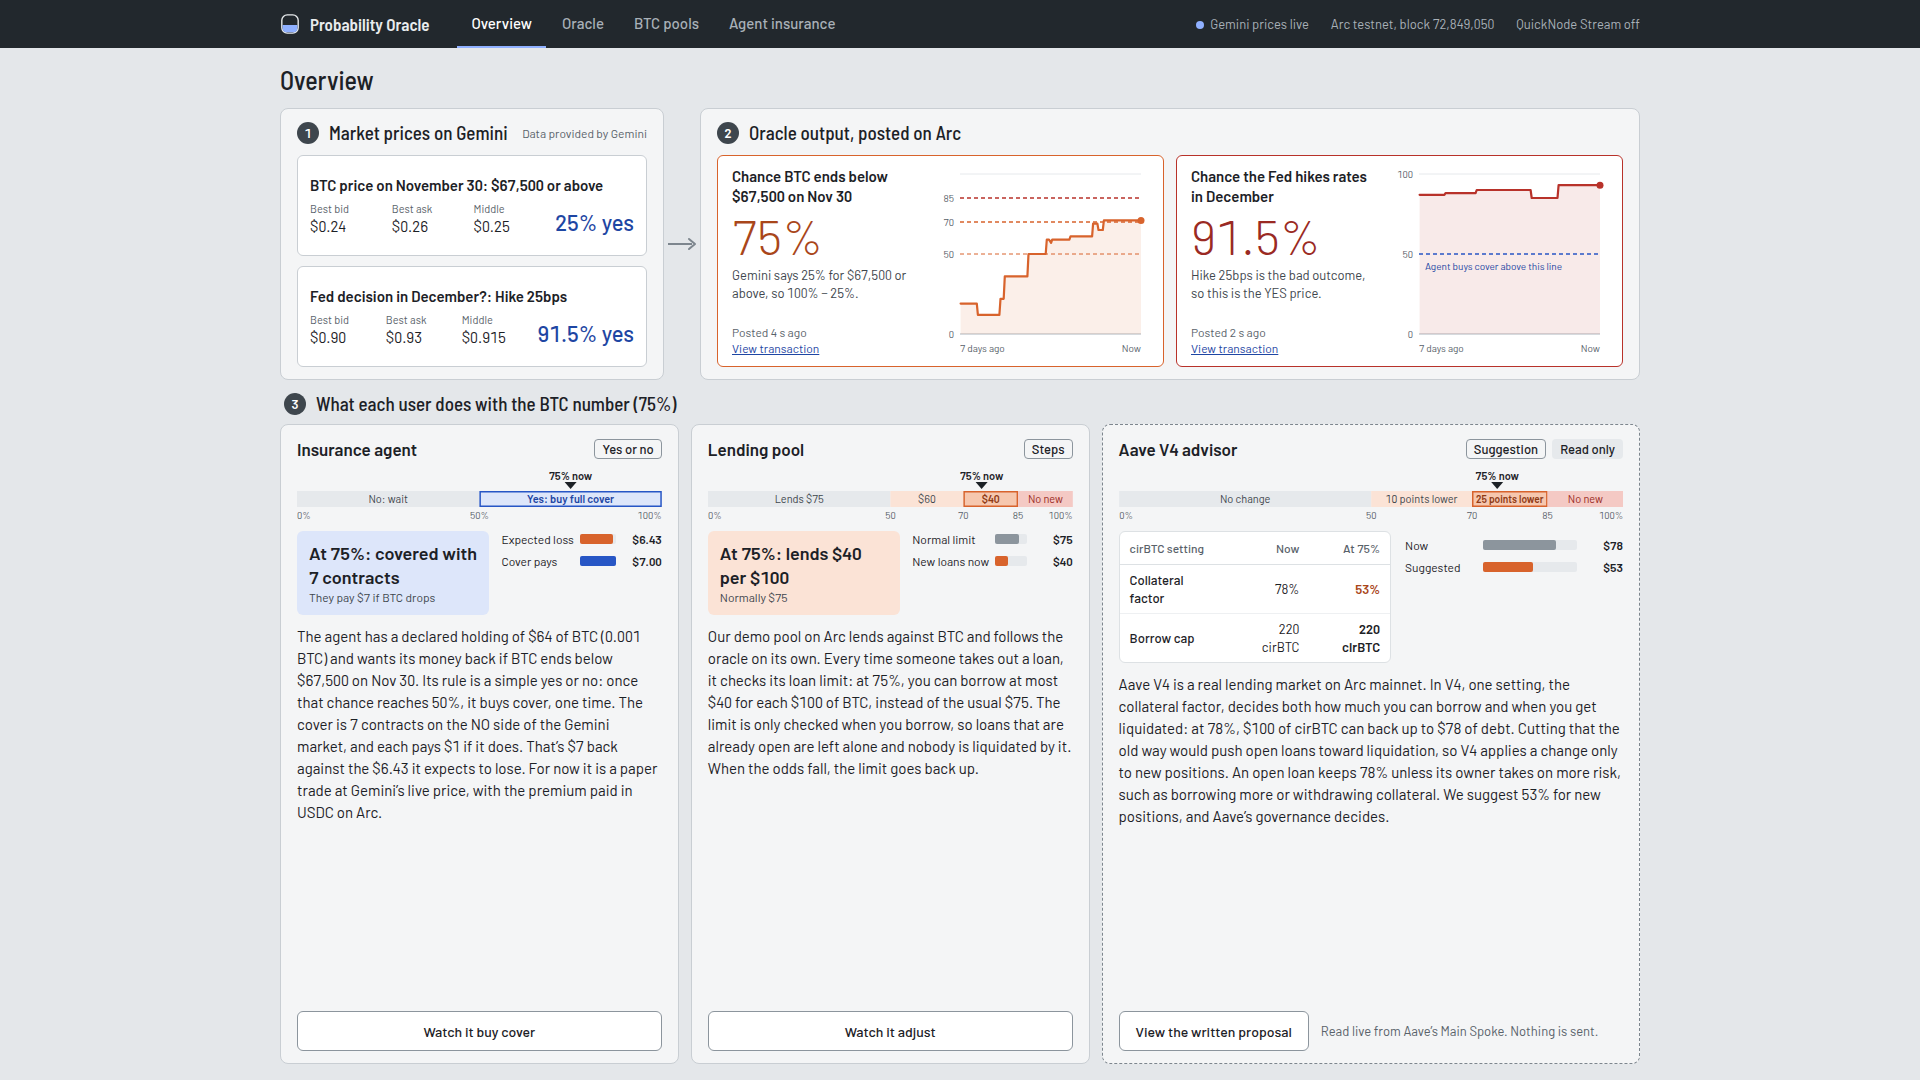 Probability Oracle
Overview
Oracle
BTC pools
Agent insurance
Gemini prices live
Arc testnet, block 72,849,050
QuickNode Stream off
Overview
1 Market prices on Gemini
Data provided by Gemini
BTC price on November 30: $67,500 or above
Best bid Best ask Middle
$0.24 $0.26 $0.25 25% yes
Fed decision in December?: Hike 25bps
Best bid Best ask Middle
$0.90 $0.93 $0.915 91.5% yes
2 Oracle output, posted on Arc
Chance BTC ends below
$67,500 on Nov 30
75%
Gemini says 25% for $67,500 or
above, so 100% − 25%.
Posted 4 s ago
View transaction
85
70
50
0
7 days ago Now
Chance the Fed hikes rates
in December
91.5%
Hike 25bps is the bad outcome,
so this is the YES price.
Posted 2 s ago
View transaction
100
50
Agent buys cover above this line
0
7 days ago Now
3 What each user does with the BTC number (75%)
Insurance agent
Yes or no
75% now
No: wait Yes: buy full cover
0% 50% 100%
At 75%: covered with
7 contracts
They pay $7 if BTC drops
Expected loss $6.43
Cover pays $7.00
The agent has a declared holding of $64 of BTC (0.001
BTC) and wants its money back if BTC ends below
$67,500 on Nov 30. Its rule is a simple yes or no: once
that chance reaches 50%, it buys cover, one time. The
cover is 7 contracts on the NO side of the Gemini
market, and each pays $1 if it does. That’s $7 back
against the $6.43 it expects to lose. For now it is a paper
trade at Gemini’s live price, with the premium paid in
USDC on Arc.
Watch it buy cover
Lending pool
Steps
75% now
Lends $75 $60 $40 No new
0% 50 70 85 100%
At 75%: lends $40
per $100
Normally $75
Normal limit $75
New loans now $40
Our demo pool on Arc lends against BTC and follows the
oracle on its own. Every time someone takes out a loan,
it checks its loan limit: at 75%, you can borrow at most
$40 for each $100 of BTC, instead of the usual $75. The
limit is only checked when you borrow, so loans that are
already open are left alone and nobody is liquidated by it.
When the odds fall, the limit goes back up.
Watch it adjust
Aave V4 advisor
Suggestion
Read only
75% now
No change 10 points lower 25 points lower No new
0% 50 70 85 100%
cirBTC setting Now At 75%
Collateral
factor
78% 53%
Borrow cap
220
cirBTC
220
cirBTC
Now $78
Suggested $53
Aave V4 is a real lending market on Arc mainnet. In V4, one setting, the
collateral factor, decides both how much you can borrow and when you get
liquidated: at 78%, $100 of cirBTC can back up to $78 of debt. Cutting that the
old way would push open loans toward liquidation, so V4 applies a change only
to new positions. An open loan keeps 78% unless its owner takes on more risk,
such as borrowing more or withdrawing collateral. We suggest 53% for new
positions, and Aave’s governance decides.
View the written proposal
Read live from Aave’s Main Spoke. Nothing is sent.